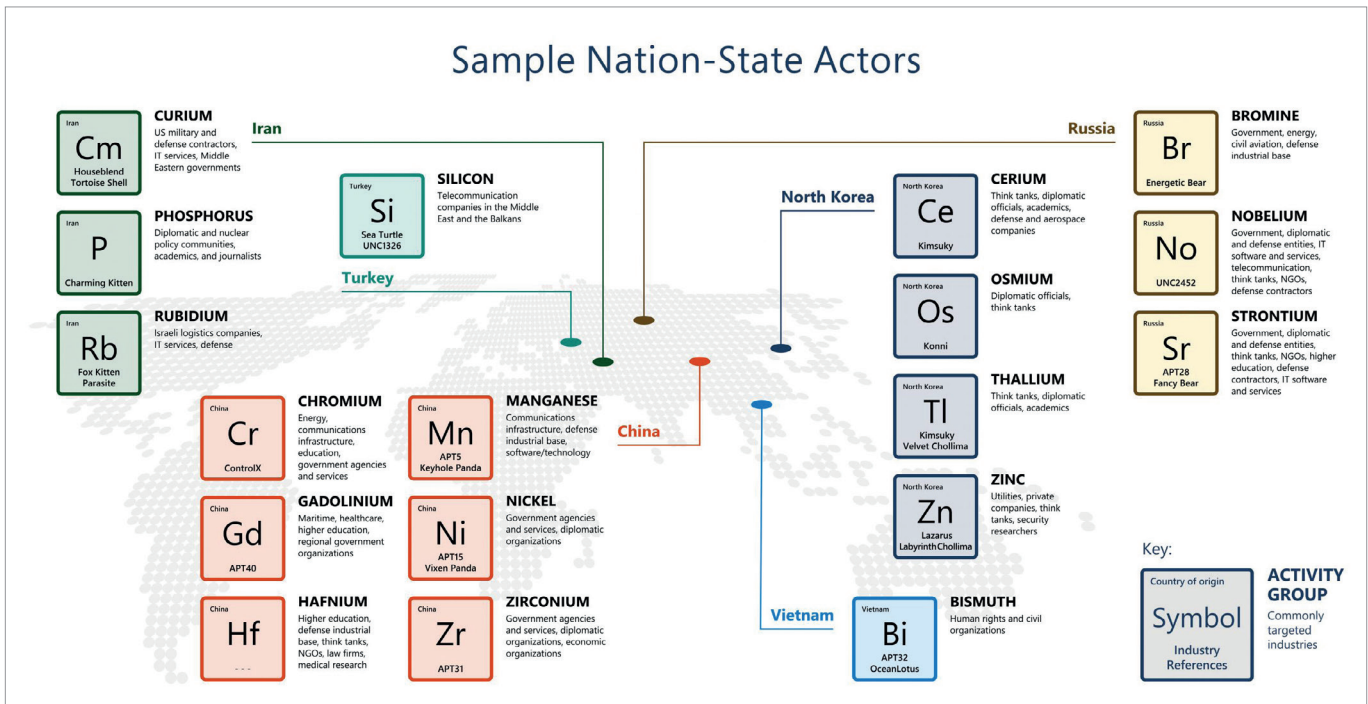 Sample Nation-State Actors
Iran
Cm
Houseblend
Tortoise Shell
CURIUM
US military and
defense contractors,
IT services, Middle
Eastern governments
Iran
P
Charming Kitten
PHOSPHORUS
Diplomatic and nuclear
policy communities,
academics, and journalists
Iran
Rb
Fox Kitten
Parasite
RUBIDIUM
Israeli logistics companies,
IT services, defense
Iran
Turkey
Si
Sea Turtle
UNC1326
SILICON
Telecommunication
companies in the Middle
East and the Balkans
Turkey
China
Cr
ControlX
CHROMIUM
Energy,
communications
infrastructure,
education,
government agencies
and services
China
Gd
APT40
GADOLINIUM
Maritime, healthcare,
higher education,
regional government
organizations
China
Hf
---
HAFNIUM
Higher education,
defense industrial
base, think tanks,
NGOs, law firms,
medical research
China
Mn
APT5
Keyhole Panda
MANGANESE
Communications
infrastructure, defense
industrial base,
software/technology
China
Ni
APT15
Vixen Panda
NICKEL
Government agencies
and services, diplomatic
organizations
China
Zr
APT31
ZIRCONIUM
Government agencies
and services, diplomatic
organizations, economic
organizations
China
North Korea
North Korea
Ce
Kimsuky
CERIUM
Think tanks, diplomatic
officials, academics,
defense and aerospace
companies
North Korea
Os
Konni
OSMIUM
Diplomatic officials,
think tanks
North Korea
Tl
Kimsuky
Velvet Chollima
THALLIUM
Think tanks, diplomatic
officials, academics
North Korea
Zn
Lazarus
Labyrinth Chollima
ZINC
Utilities, private
companies, think
tanks, security
researchers
Vietnam
Vietnam
Bi
APT32
OceanLotus
BISMUTH
Human rights and civil
organizations
Russia
Russia
Br
Energetic Bear
BROMINE
Government, energy,
civil aviation, defense
industrial base
Russia
No
UNC2452
NOBELIUM
Government, diplomatic
and defense entities, IT
software and services,
telecommunication,
think tanks, NGOs,
defense contractors
Russia
Sr
APT28
Fancy Bear
STRONTIUM
Government, diplomatic
and defense entities,
think tanks, NGOs, higher
education, defense
contractors, IT software
and services
Key:
Country of origin
Symbol
Industry
References
ACTIVITY
GROUP
Commonly
targeted
industries